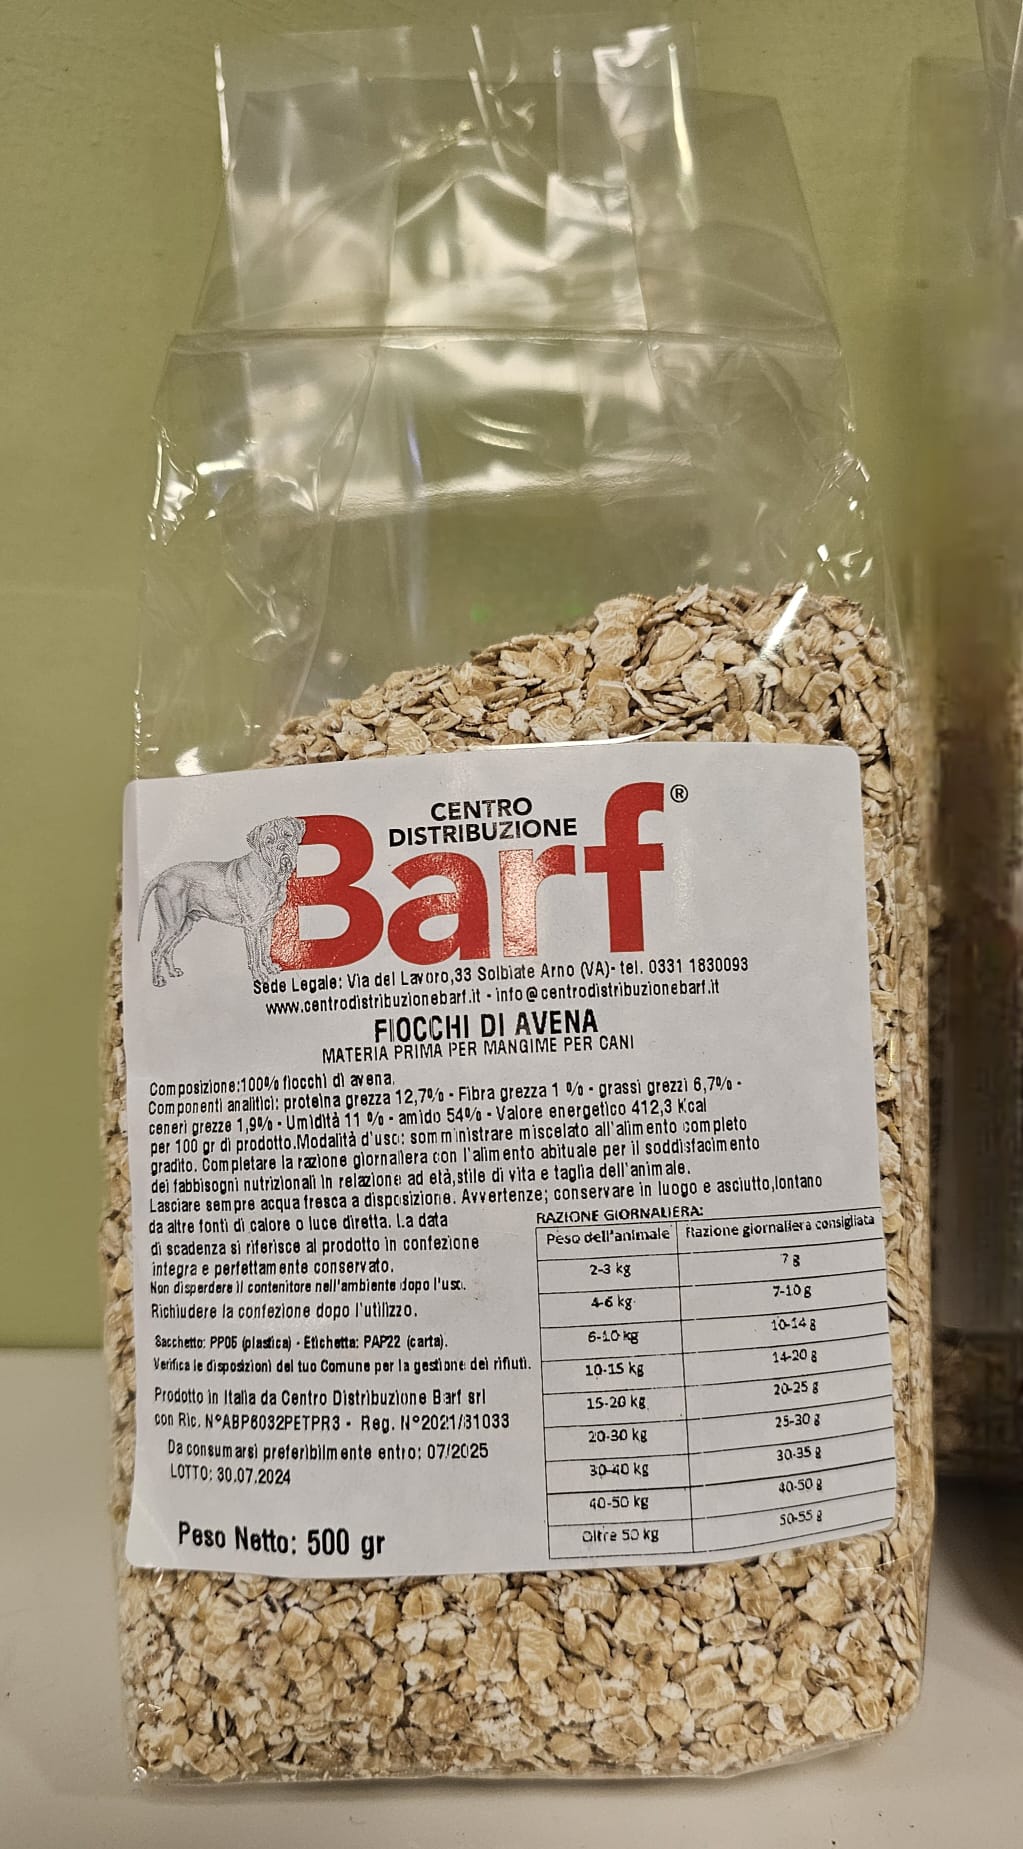 CENTRO
DISTRIBUZIONE
Barf®
Sede Legale: Via del Lavoro,33 Solbiate Arno (VA)- tel. 0331 1830093
www.centrodistribuzionebarf.it - info@centrodistribuzionebarf.it
FIOCCHI DI AVENA
MATERIA PRIMA PER MANGIME PER CANI
Composizione:100% fiocchi di avena.
Componenti analitici: proteina grezza 12,7% - Fibra grezza 1 % - grassi grezzi 6,7% -
ceneri grezze 1,9% - Umidità 11 % - amido 54% - Valore energetico 412,3 Kcal
per 100 gr di prodotto.Modalità d'uso: somministrare miscelato all'alimento completo
gradito. Completare la razione giornaliera con l'alimento abituale per il soddisfacimento
dei fabbisogni nutrizionali in relazione ad età,stile di vita e taglia dell'animale.
Lasciare sempre acqua fresca a disposizione. Avvertenze; conservare in luogo e asciutto,lontano
da altre fonti di calore o luce diretta. La data
di scadenza si riferisce al prodotto in confezione
integra e perfettamente conservato.
Non disperdere il contenitore nell'ambiente dopo l'uso.
Richiudere la confezione dopo l'utilizzo.
Sacchetto: PP05 (plastica) - Etichetta: PAP22 (carta).
Verifica le disposizioni del tuo Comune per la gestione dei rifiuti.
Prodotto in Italia da Centro Distribuzione Barf srl
con Ric. N°ABP6032PETPR3 - Reg. N°2021/31033
Da consumarsi preferibilmente entro: 07/2025
LOTTO: 30.07.2024
Peso Netto: 500 gr
RAZIONE GIORNALIERA:
Peso dell'animale Razione giornaliera consigliata
2-3 kg 7 g
4-6 kg 7-10 g
6-10 kg 10-14 g
10-15 kg 14-20 g
15-20 kg 20-25 g
20-30 kg 25-30 g
30-40 kg 30-35 g
40-50 kg 40-50 g
Oltre 50 kg 50-55 g